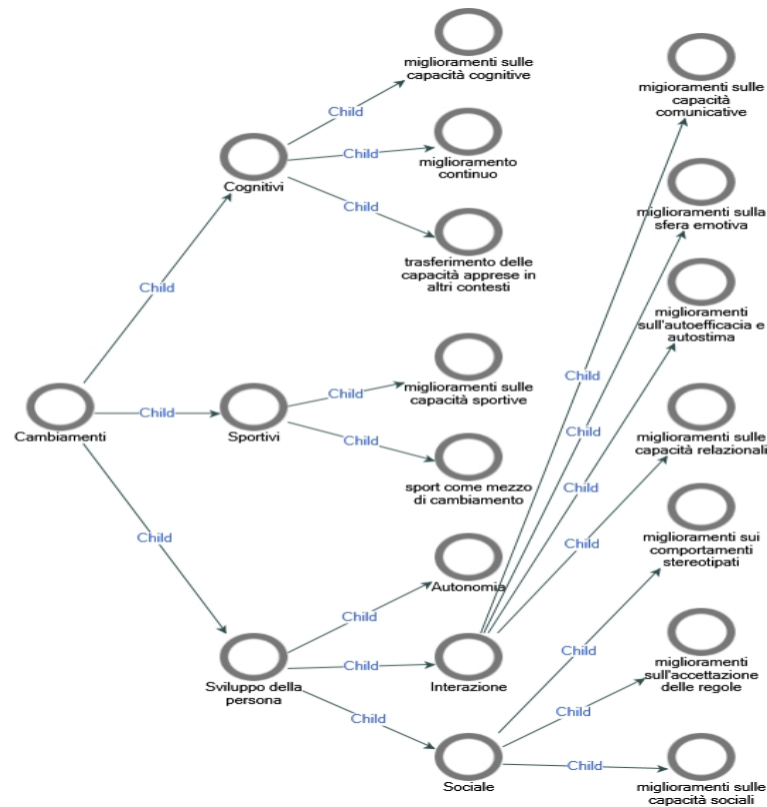 miglioramenti sulle
capacità cognitive
migioramenti sulle
capacità
comunicative
Child
Child
miglioramento
continuo
Cognitivi
Child
miglioramenti sulla
sfera emotiva
trasferimento delle
capacità apprese in
altri contesti
Child
miglioramenti
sull'autoefficacia e
autostima
Child
Child
miglioramenti sulle
capacità sportive
Cambiamenti
Child
Sportivi
Child
Child
miglioramenti sulle
capacità relazionali
sport come mezzo
di cambiamento
Child
Child
Child
miglioramenti sui
comportamenti
stereotipati
Autonomia
Child
Child
Child
Sviluppo della
persona
Interazione
miglioramenti
sull'accettazione
delle regole
Child
Child
Child
Sociale
miglioramenti sulle
capacità sociali